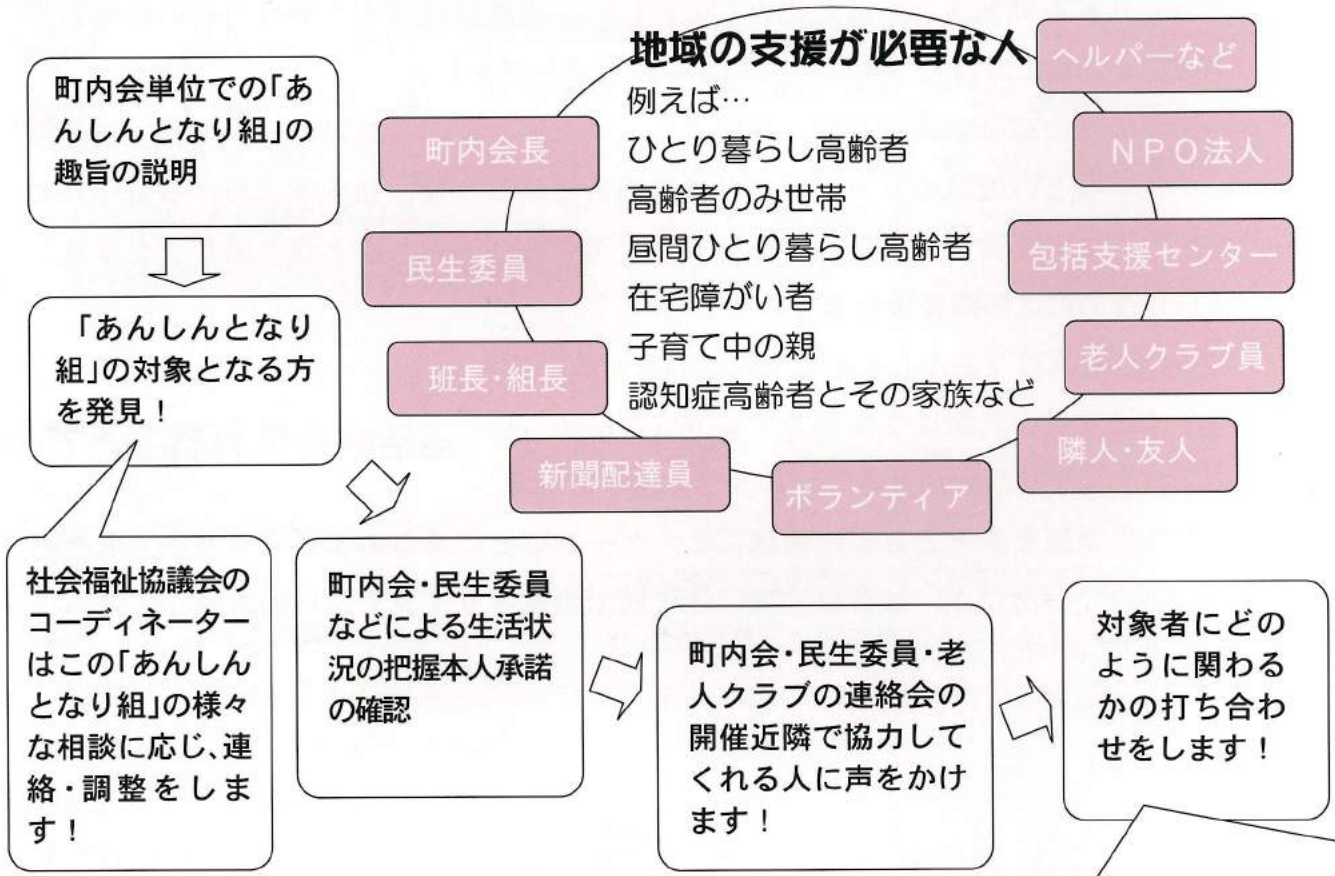 町内会単位での「あ
んしんとなり組」の
趣旨の説明
「あんしんとなり
組」の対象となる方
を発見！
社会福祉協議会の
コーディネーター
はこの「あんしん
となり組」の様々
な相談に応じ、連
絡・調整をしま
す！
地域の支援が必要な人
例えば…
ひとり暮らし高齢者
高齢者のみ世帯
昼間ひとり暮らし高齢者
在宅障がい者
子育て中の親
認知症高齢者とその家族など
町内会長
民生委員
班長・組長
新聞配達員
ボランティア
隣人・友人
老人クラブ員
包括支援センター
NPO法人
ヘルパーなど
町内会・民生委員
などによる生活状
況の把握本人承諾
の確認
町内会・民生委員・老
人クラブの連絡会の
開催近隣で協力して
くれる人に声をかけ
ます！
対象者にどの
ように関わる
かの打ち合わ
せをします！